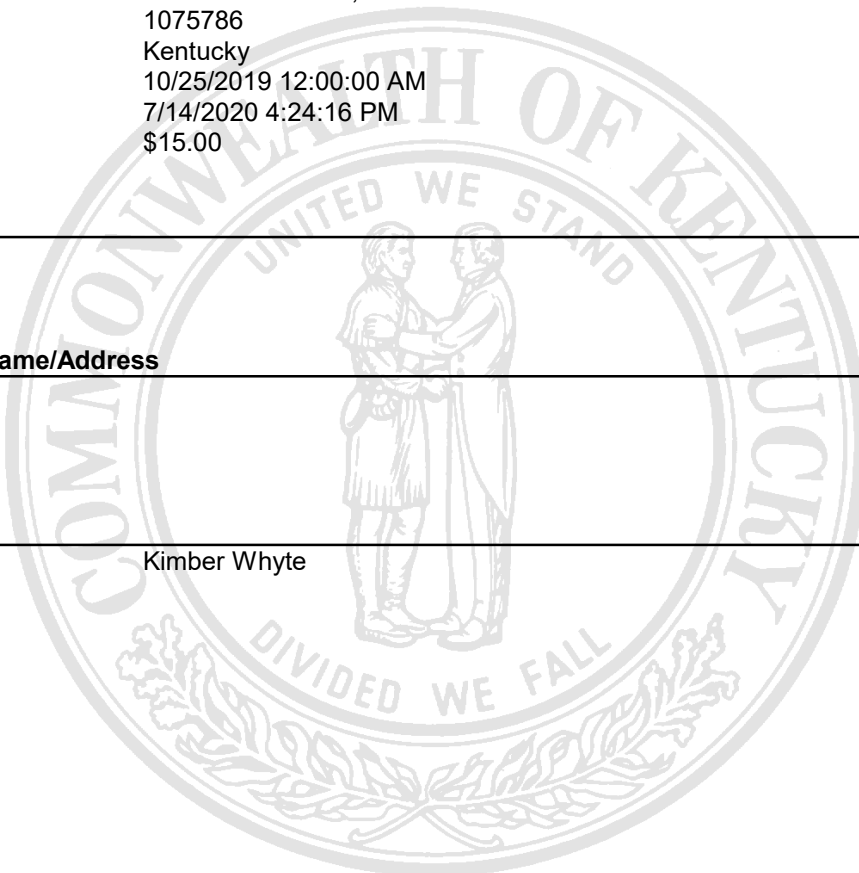 1075786
Kentucky
10/25/2019 12:00:00 AM
7/14/2020 4:24:16 PM
$15.00
COMMONWEALTH OF KENTUCKY
UNITED WE STAND
ame/Address
Kimber Whyte
DIVIDED WE FALL